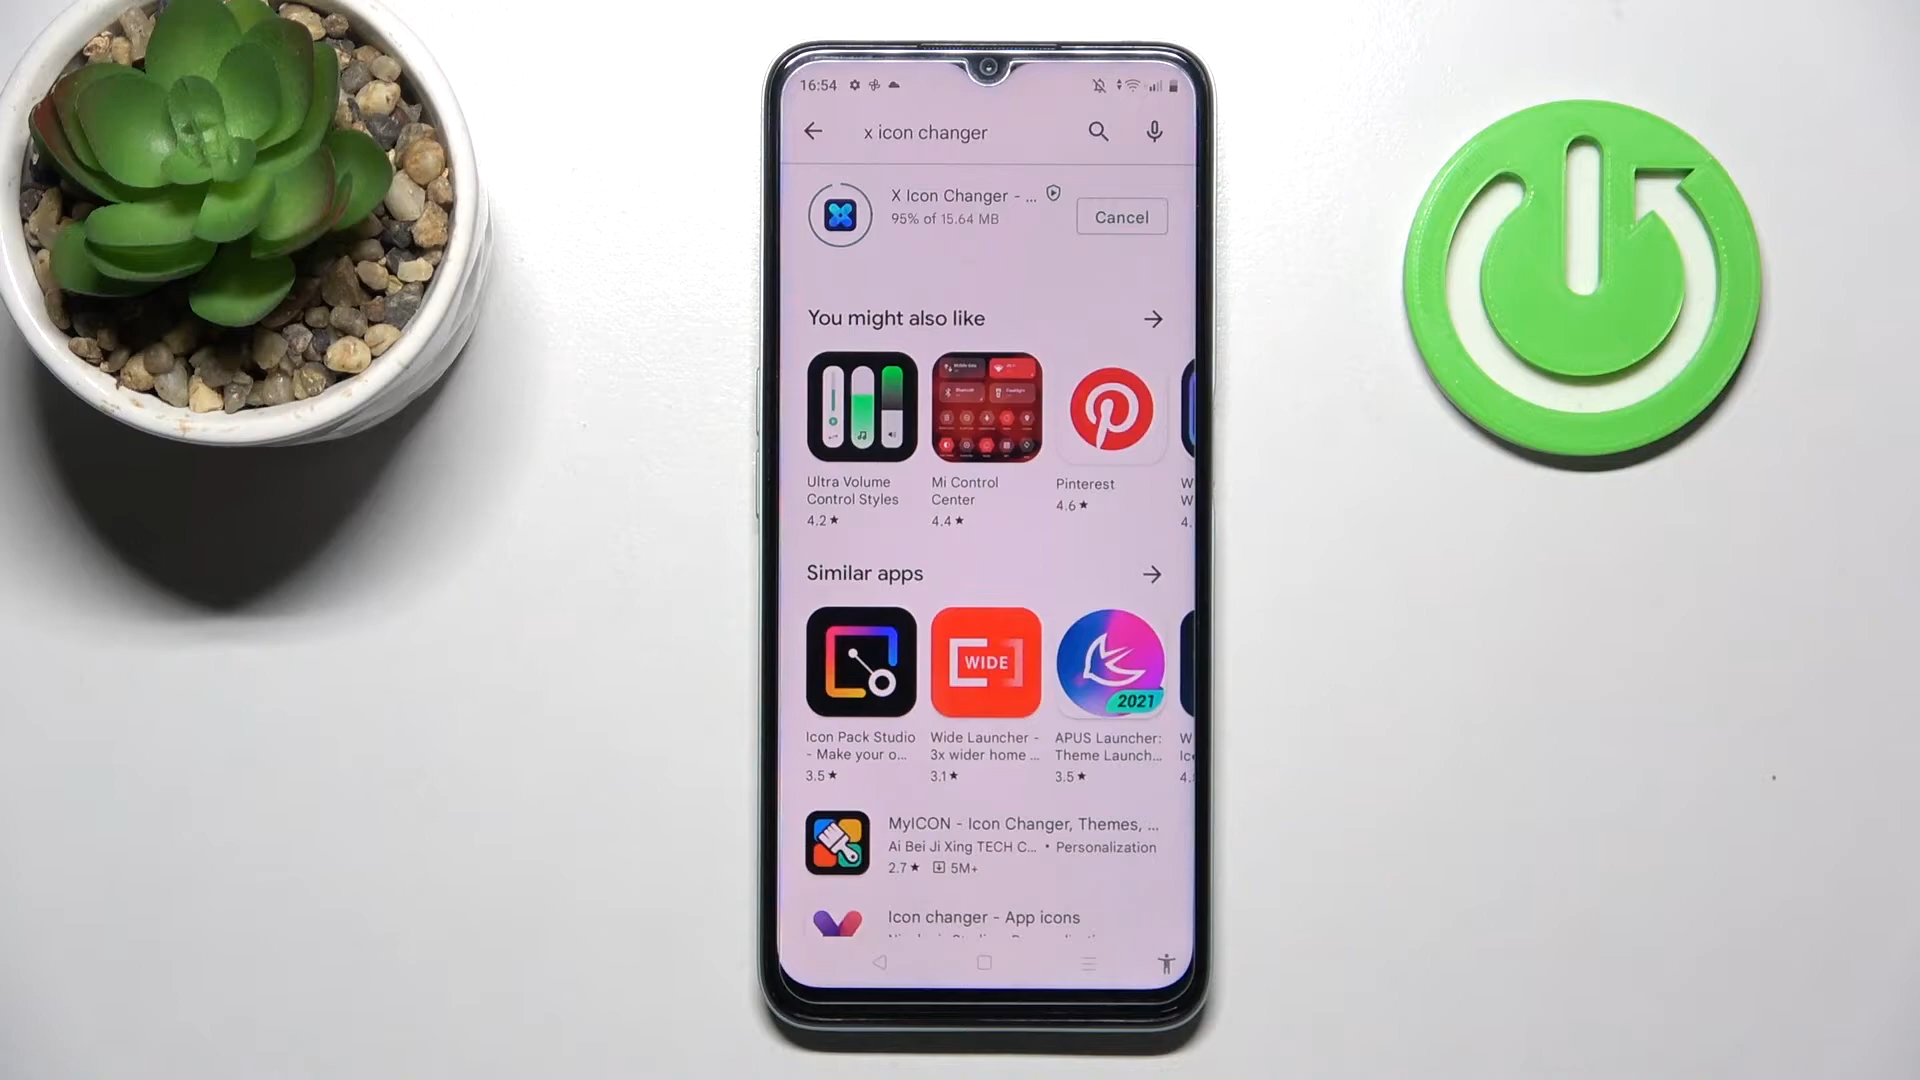 16:54
x icon changer
X Icon Changer - ...
95% of 15.64 MB
Cancel
You might also like
Ultra Volume
Control Styles
4.2★
Mi Control
Center
4.4★
Pinterest
4.6★
W
W
4.
Similar apps
WIDE
2021
Icon Pack Studio
- Make your o...
3.5★
Wide Launcher -
3x wider home ...
3.1★
APUS Launcher:
Theme Launch...
3.5★
W
Ic
4.
MyICON - Icon Changer, Themes, ...
Ai Bei Ji Xing TECH C... • Personalization
2.7★ 5M+
Icon changer - App icons